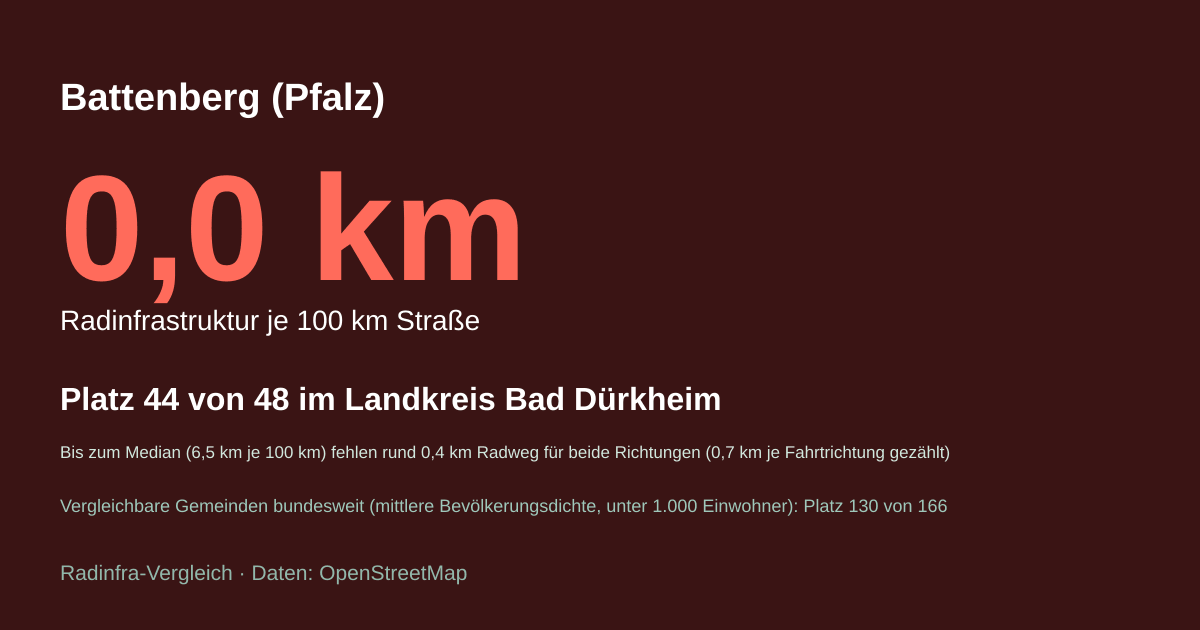 Battenberg (Pfalz)
0,0 km
Radinfrastruktur je 100 km Straße
Platz 44 von 48 im Landkreis Bad Dürkheim
Bis zum Median (6,5 km je 100 km) fehlen rund 0,4 km Radweg für beide Richtungen (0,7 km je Fahrtrichtung gezählt)
Vergleichbare Gemeinden bundesweit (mittlere Bevölkerungsdichte, unter 1.000 Einwohner): Platz 130 von 166
Radinfra-Vergleich · Daten: OpenStreetMap